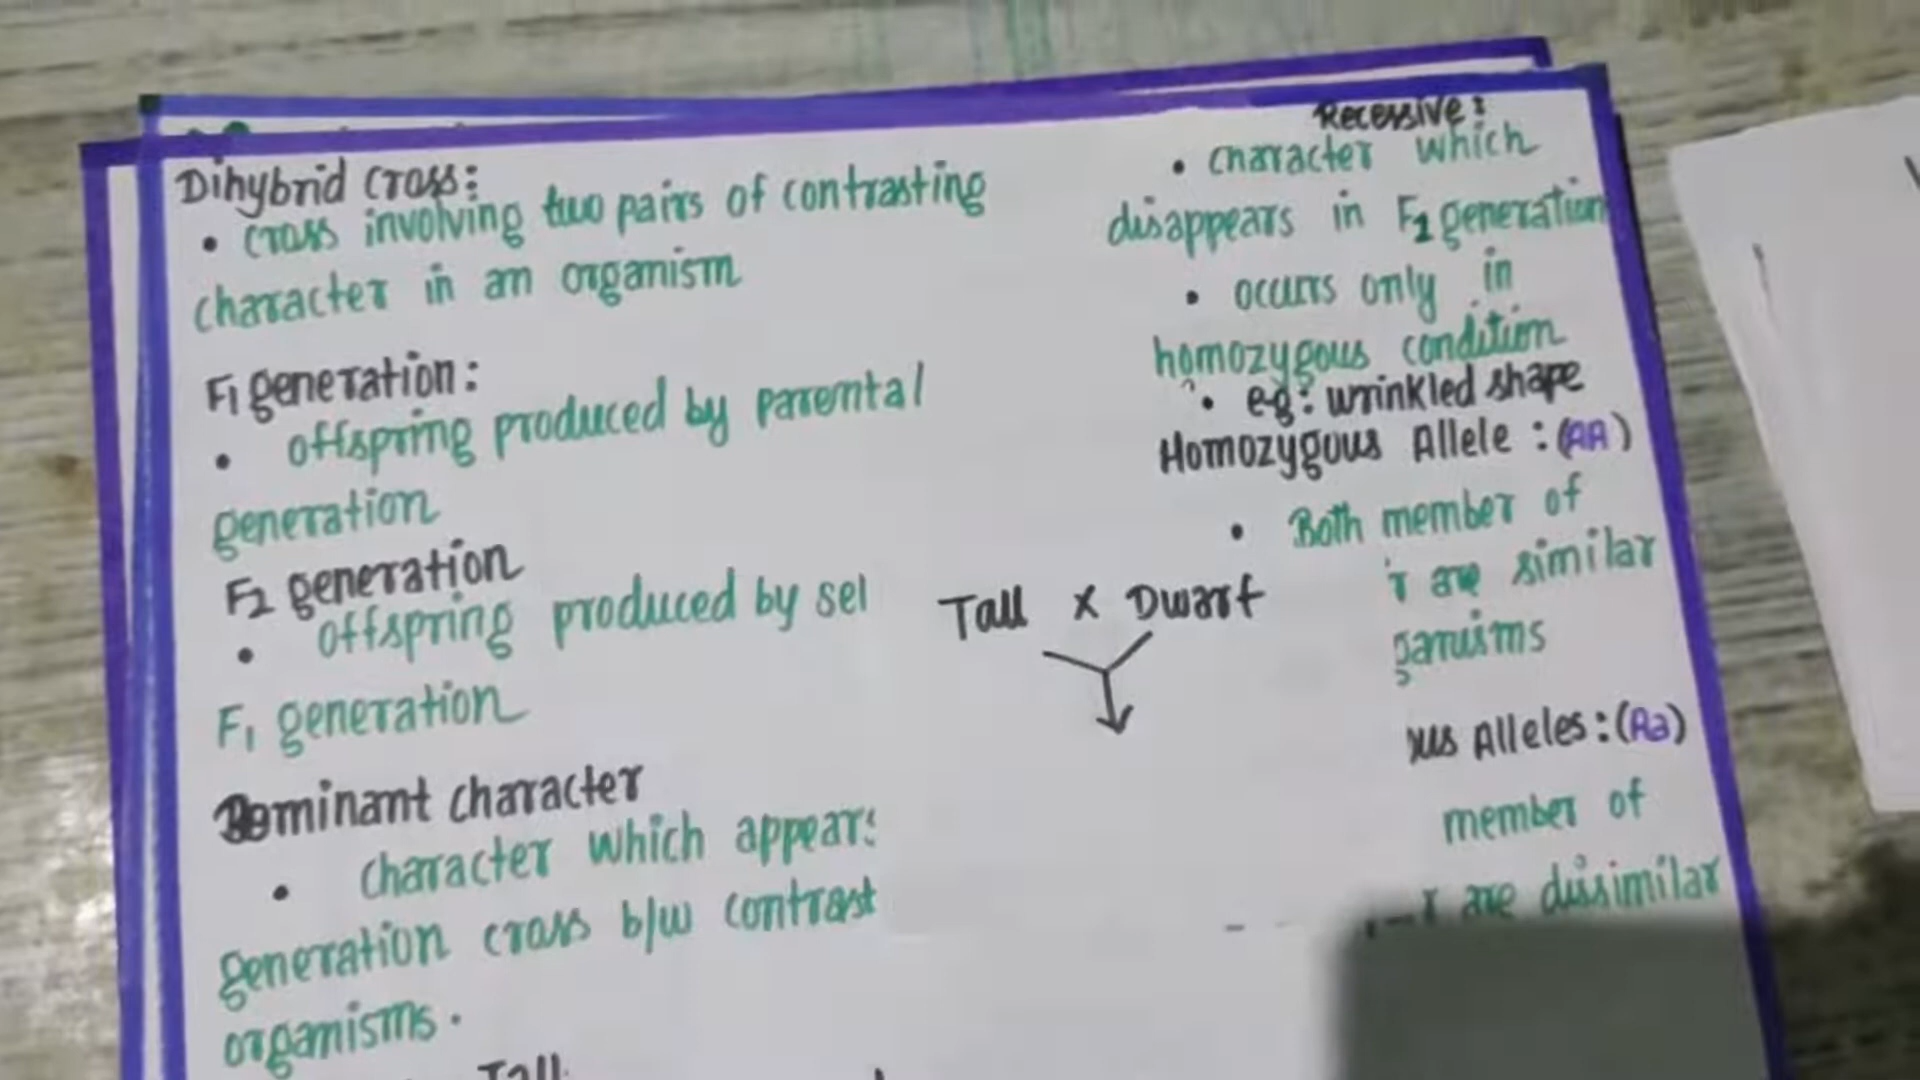 Dihybrid Cross:
• Cross involving two pairs of contrasting
character in an organism
F1 generation:
• offspring produced by parental
generation
F2 generation
• offspring produced by sel
F1 generation
Dominant character
• Character which appears
generation cross b/w contrast
organisms.
Tall
Tall x Dwarf
Recessive:
• Character which
disappears in F1 generation
• occurs only in
homozygous condition
• eg: wrinkled shape
Homozygous Allele : (AA)
• Both member of
r are similar
ganisms
us Alleles : (Aa)
member of
r are dissimilar